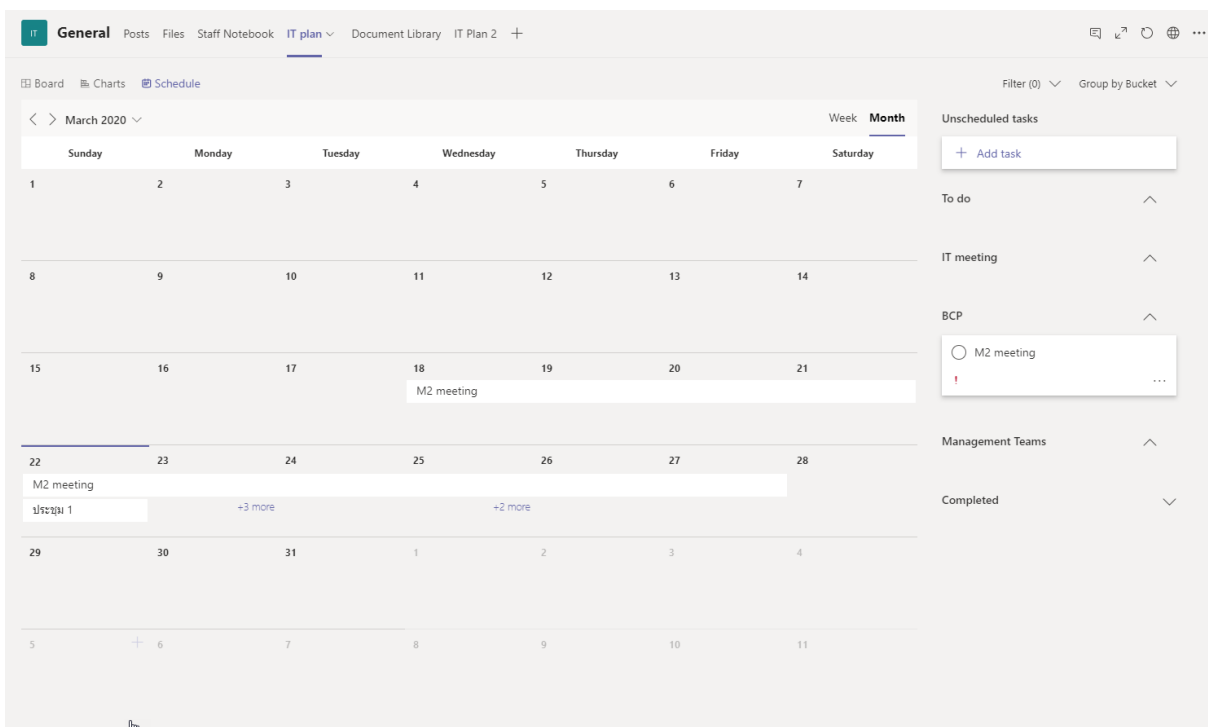 IT General Posts Files Staff Notebook IT plan Document Library IT Plan 2
Board Charts Schedule Filter (0) Group by Bucket
March 2020 Week Month Unscheduled tasks
Sunday Monday Tuesday Wednesday Thursday Friday Saturday
+ Add task
1 2 3 4 5 6 7
To do
IT meeting
8 9 10 11 12 13 14
BCP
M2 meeting
!
15 16 17 18 19 20 21
M2 meeting
Management Teams
22 23 24 25 26 27 28
M2 meeting
Completed
ประชุม 1 +3 more +2 more
29 30 31 1 2 3 4
5 6 7 8 9 10 11